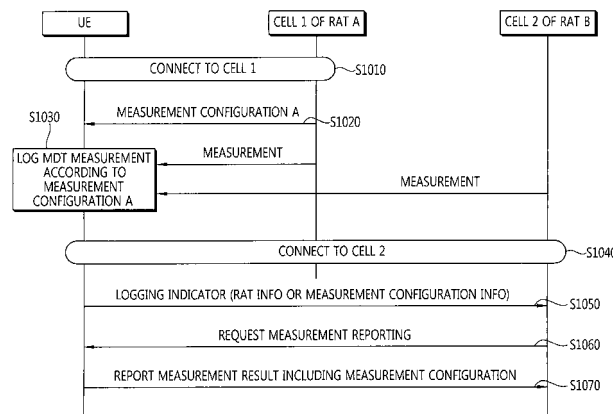 UE
CELL 1 OF RAT A
CELL 2 OF RAT B
CONNECT TO CELL 1
S1010
MEASUREMENT CONFIGURATION A
S1020
S1030
LOG MDT MEASUREMENT
ACCORDING TO
MEASUREMENT
CONFIGURATION A
MEASUREMENT
MEASUREMENT
CONNECT TO CELL 2
S1040
LOGGING INDICATOR (RAT INFO OR MEASUREMENT CONFIGURATION INFO)
S1050
REQUEST MEASUREMENT REPORTING
S1060
REPORT MEASUREMENT RESULT INCLUDING MEASUREMENT CONFIGURATION
S1070